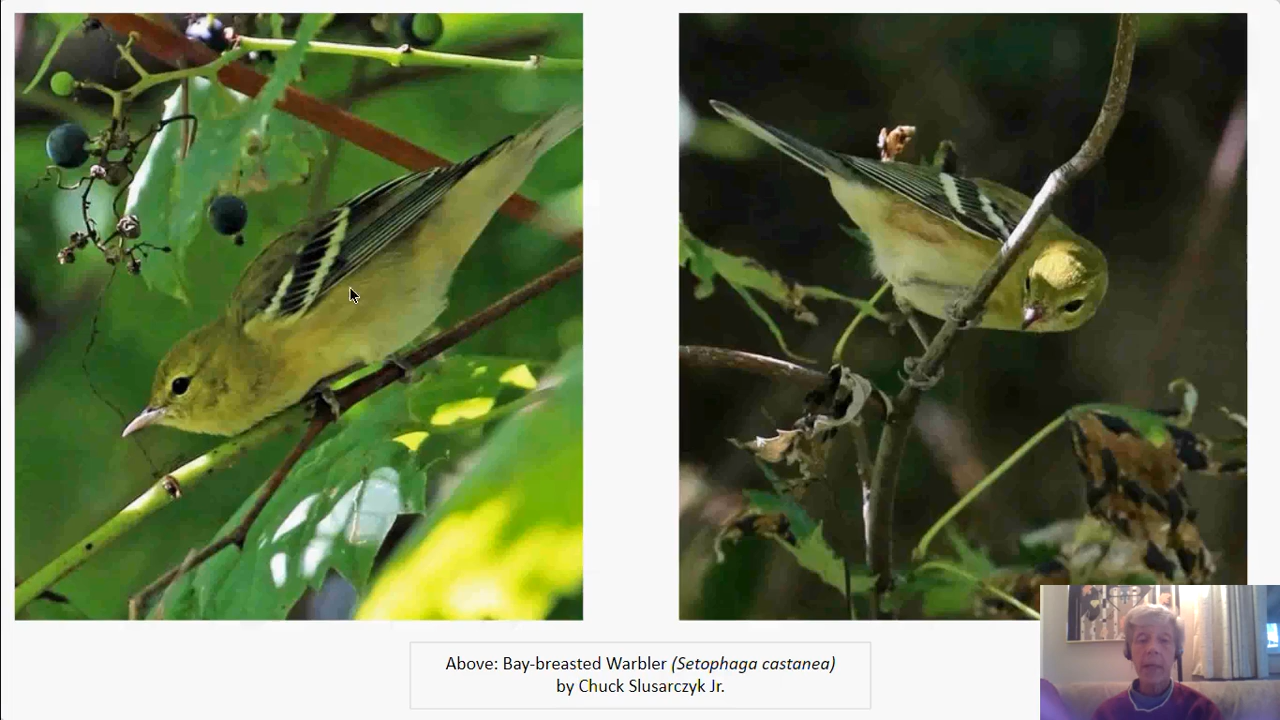 Above: Bay-breasted Warbler (Setophaga castanea)
by Chuck Slusarczyk Jr.